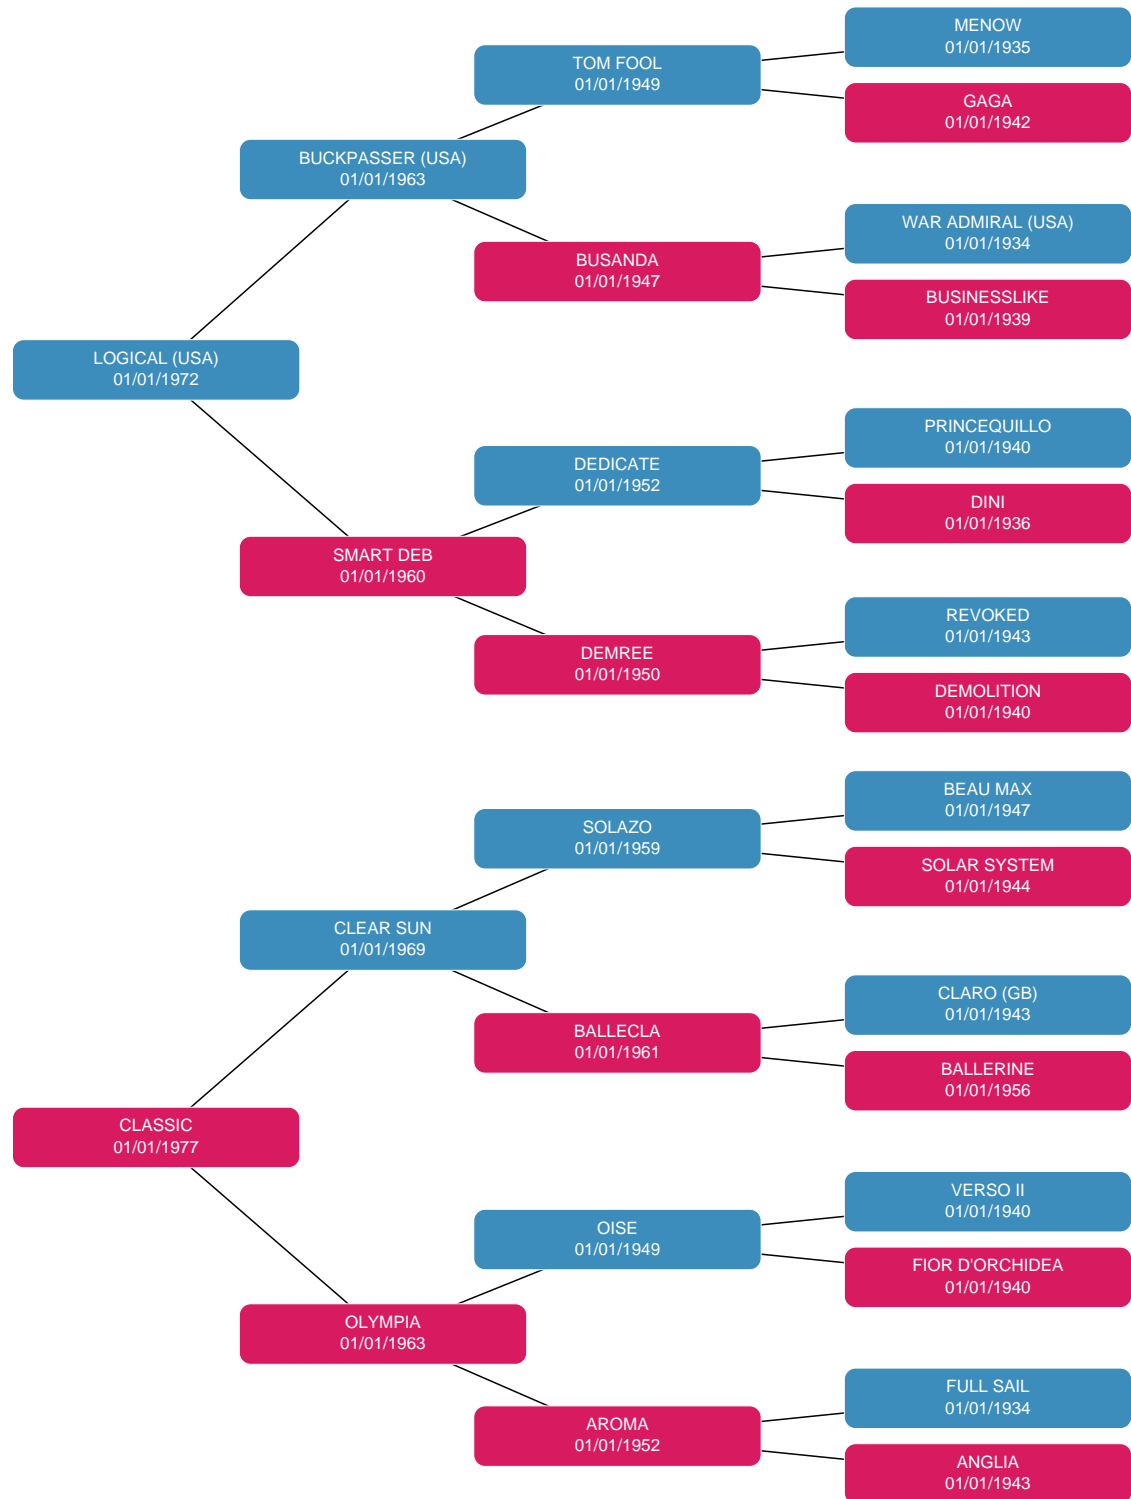 MENOW
01/01/1935
TOM FOOL
01/01/1949
GAGA
01/01/1942
BUCKPASSER (USA)
01/01/1963
WAR ADMIRAL (USA)
01/01/1934
BUSANDA
01/01/1947
BUSINESSLIKE
01/01/1939
LOGICAL (USA)
01/01/1972
PRINCEQUILLO
01/01/1940
DEDICATE
01/01/1952
DINI
01/01/1936
SMART DEB
01/01/1960
REVOKED
01/01/1943
DEMREE
01/01/1950
DEMOLITION
01/01/1940
BEAU MAX
01/01/1947
SOLAZO
01/01/1959
SOLAR SYSTEM
01/01/1944
CLEAR SUN
01/01/1969
CLARO (GB)
01/01/1943
BALLECLA
01/01/1961
BALLERINE
01/01/1956
CLASSIC
01/01/1977
VERSO II
01/01/1940
OISE
01/01/1949
FIOR D'ORCHIDEA
01/01/1940
OLYMPIA
01/01/1963
FULL SAIL
01/01/1934
AROMA
01/01/1952
ANGLIA
01/01/1943